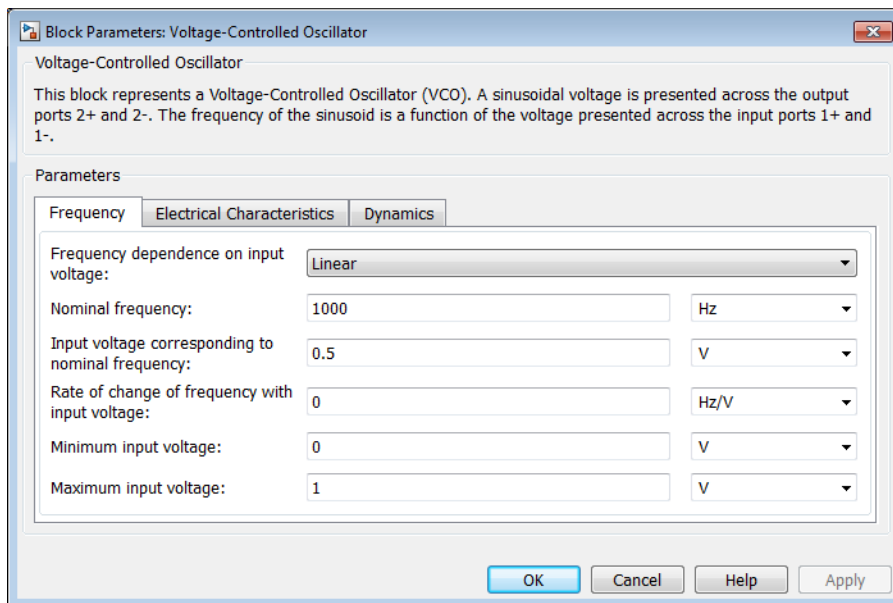 Block Parameters: Voltage-Controlled Oscillator
Voltage-Controlled Oscillator
This block represents a Voltage-Controlled Oscillator (VCO). A sinusoidal voltage is presented across the output
ports 2+ and 2-. The frequency of the sinusoid is a function of the voltage presented across the input ports 1+ and
1-.
Parameters
Frequency Electrical Characteristics Dynamics
Frequency dependence on input
voltage:
Linear
Nominal frequency: 1000 Hz
Input voltage corresponding to
nominal frequency:
0.5 V
Rate of change of frequency with
input voltage:
0 Hz/V
Minimum input voltage: 0 V
Maximum input voltage: 1 V
OK Cancel Help Apply